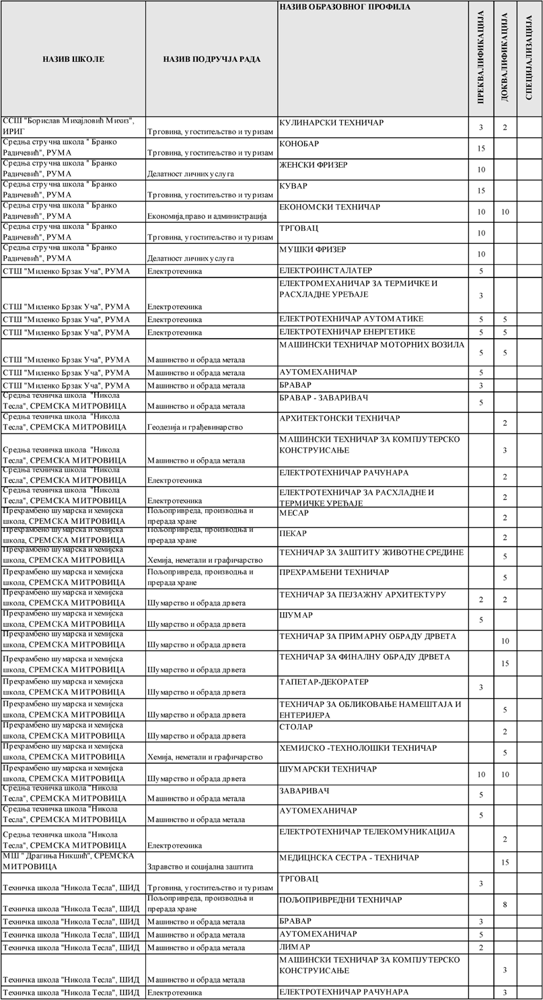 НАЗИВ ШКОЛЕ
НАЗИВ ПОДРУЧЈА РАДА
НАЗИВ ОБРАЗОВНОГ ПРОФИЛА
ПРЕКВАЛИФИКАЦИЈА
ДОКВАЛИФИКАЦИЈА
СПЕЦИЈАЛИЗАЦИЈА
ССШ "Борислав Михајловић Михиз",
ИРИГ
Трговина, угоститељство и туризам
КУЛИНАРСКИ ТЕХНИЧАР
3
2
Средња стручна школа " Бранко
Радичевић", РУМА
Трговина, угоститељство и туризам
КОНОБАР
15
Средња стручна школа " Бранко
Радичевић", РУМА
Делатност личних услуга
ЖЕНСКИ ФРИЗЕР
10
Средња стручна школа " Бранко
Радичевић", РУМА
Трговина, угоститељство и туризам
КУВАР
15
Средња стручна школа " Бранко
Радичевић", РУМА
Економија,право и администрација
ЕКОНОМСКИ ТЕХНИЧАР
10
10
Средња стручна школа " Бранко
Радичевић", РУМА
Трговина, угоститељство и туризам
ТРГОВАЦ
10
Средња стручна школа " Бранко
Радичевић", РУМА
Делатност личних услуга
МУШКИ ФРИЗЕР
10
СТШ "Миленко Брзак Уча", РУМА
Електротехника
ЕЛЕКТРОИНСТАЛАТЕР
5
СТШ "Миленко Брзак Уча", РУМА
Електротехника
ЕЛЕКТРОМЕХАНИЧАР ЗА ТЕРМИЧКЕ И
РАСХЛАДНЕ УРЕЂАЈЕ
3
СТШ "Миленко Брзак Уча", РУМА
Електротехника
ЕЛЕКТРОТЕХНИЧАР АУТОМАТИКЕ
5
5
СТШ "Миленко Брзак Уча", РУМА
Електротехника
ЕЛЕКТРОТЕХНИЧАР ЕНЕРГЕТИКЕ
5
5
СТШ "Миленко Брзак Уча", РУМА
Машинство и обрада метала
МАШИНСКИ ТЕХНИЧАР МОТОРНИХ ВОЗИЛА
5
5
СТШ "Миленко Брзак Уча", РУМА
Машинство и обрада метала
АУТОМЕХАНИЧАР
5
СТШ "Миленко Брзак Уча", РУМА
Машинство и обрада метала
БРАВАР
3
Средња техничка школа "Никола
Тесла", СРЕМСКА МИТРОВИЦА
Машинство и обрада метала
БРАВАР - ЗАВАРИВАЧ
5
Средња техничка школа "Никола
Тесла", СРЕМСКА МИТРОВИЦА
Геодезија и грађевинарство
АРХИТЕКТОНСКИ ТЕХНИЧАР
2
Средња техничка школа "Никола
Тесла", СРЕМСКА МИТРОВИЦА
Машинство и обрада метала
МАШИНСКИ ТЕХНИЧАР ЗА КОМПЈУТЕРСКО
КОНСТРУИСАЊЕ
3
Средња техничка школа "Никола
Тесла", СРЕМСКА МИТРОВИЦА
Електротехника
ЕЛЕКТРОТЕХНИЧАР РАЧУНАРА
2
Средња техничка школа "Никола
Тесла", СРЕМСКА МИТРОВИЦА
Електротехника
ЕЛЕКТРОТЕХНИЧАР ЗА РАСХЛАДНЕ И
ТЕРМИЧКЕ УРЕЂАЈЕ
2
Прехрамбено шумарска и хемијска
школа, СРЕМСКА МИТРОВИЦА
Пољопривреда, производња и
прерада хране
МЕСАР
2
Прехрамбено шумарска и хемијска
школа, СРЕМСКА МИТРОВИЦА
Пољопривреда, производња и
прерада хране
ПЕКАР
2
Прехрамбено шумарска и хемијска
школа, СРЕМСКА МИТРОВИЦА
Хемија, неметали и графичарство
ТЕХНИЧАР ЗА ЗАШТИТУ ЖИВОТНЕ СРЕДИНЕ
5
Прехрамбено шумарска и хемијска
школа, СРЕМСКА МИТРОВИЦА
Пољопривреда, производња и
прерада хране
ПРЕХРАМБЕНИ ТЕХНИЧАР
5
Прехрамбено шумарска и хемијска
школа, СРЕМСКА МИТРОВИЦА
Шумарство и обрада дрвета
ТЕХНИЧАР ЗА ПЕЈЗАЖНУ АРХИТЕКТУРУ
2
2
Прехрамбено шумарска и хемијска
школа, СРЕМСКА МИТРОВИЦА
Шумарство и обрада дрвета
ШУМАР
5
Прехрамбено шумарска и хемијска
школа, СРЕМСКА МИТРОВИЦА
Шумарство и обрада дрвета
ТЕХНИЧАР ЗА ПРИМАРНУ ОБРАДУ ДРВЕТА
10
Прехрамбено шумарска и хемијска
школа, СРЕМСКА МИТРОВИЦА
Шумарство и обрада дрвета
ТЕХНИЧАР ЗА ФИНАЛНУ ОБРАДУ ДРВЕТА
15
Прехрамбено шумарска и хемијска
школа, СРЕМСКА МИТРОВИЦА
Шумарство и обрада дрвета
ТАПЕТАР-ДЕКОРАТЕР
3
Прехрамбено шумарска и хемијска
школа, СРЕМСКА МИТРОВИЦА
Шумарство и обрада дрвета
ТЕХНИЧАР ЗА ОБЛИКОВАЊЕ НАМЕШТАЈА И
ЕНТЕРИЈЕРА
5
Прехрамбено шумарска и хемијска
школа, СРЕМСКА МИТРОВИЦА
Шумарство и обрада дрвета
СТОЛАР
2
Прехрамбено шумарска и хемијска
школа, СРЕМСКА МИТРОВИЦА
Хемија, неметали и графичарство
ХЕМИЈСКО -ТЕХНОЛОШКИ ТЕХНИЧАР
5
Прехрамбено шумарска и хемијска
школа, СРЕМСКА МИТРОВИЦА
Шумарство и обрада дрвета
ШУМАРСКИ ТЕХНИЧАР
10
10
Средња техничка школа "Никола
Тесла", СРЕМСКА МИТРОВИЦА
Машинство и обрада метала
ЗАВАРИВАЧ
5
Средња техничка школа "Никола
Тесла", СРЕМСКА МИТРОВИЦА
Машинство и обрада метала
АУТОМЕХАНИЧАР
5
Средња техничка школа "Никола
Тесла", СРЕМСКА МИТРОВИЦА
Електротехника
ЕЛЕКТРОТЕХНИЧАР ТЕЛЕКОМУНИКАЦИЈА
2
МШ " Драгиња Никшић", СРЕМСКА
МИТРОВИЦА
Здравство и социјална заштита
МЕДИЦНСКА СЕСТРА - ТЕХНИЧАР
15
Техничка школа "Никола Тесла", ШИД
Трговина, угоститељство и туризам
ТРГОВАЦ
3
Техничка школа "Никола Тесла", ШИД
Пољопривреда, производња и
прерада хране
ПОЉОПРИВРЕДНИ ТЕХНИЧАР
8
Техничка школа "Никола Тесла", ШИД
Машинство и обрада метала
БРАВАР
3
Техничка школа "Никола Тесла", ШИД
Машинство и обрада метала
АУТОМЕХАНИЧАР
5
Техничка школа "Никола Тесла", ШИД
Машинство и обрада метала
ЛИМАР
2
Техничка школа "Никола Тесла", ШИД
Машинство и обрада метала
МАШИНСКИ ТЕХНИЧАР ЗА КОМПЈУТЕРСКО
КОНСТРУИСАЊЕ
3
Техничка школа "Никола Тесла", ШИД
Електротехника
ЕЛЕКТРОТЕХНИЧАР РАЧУНАРА
3